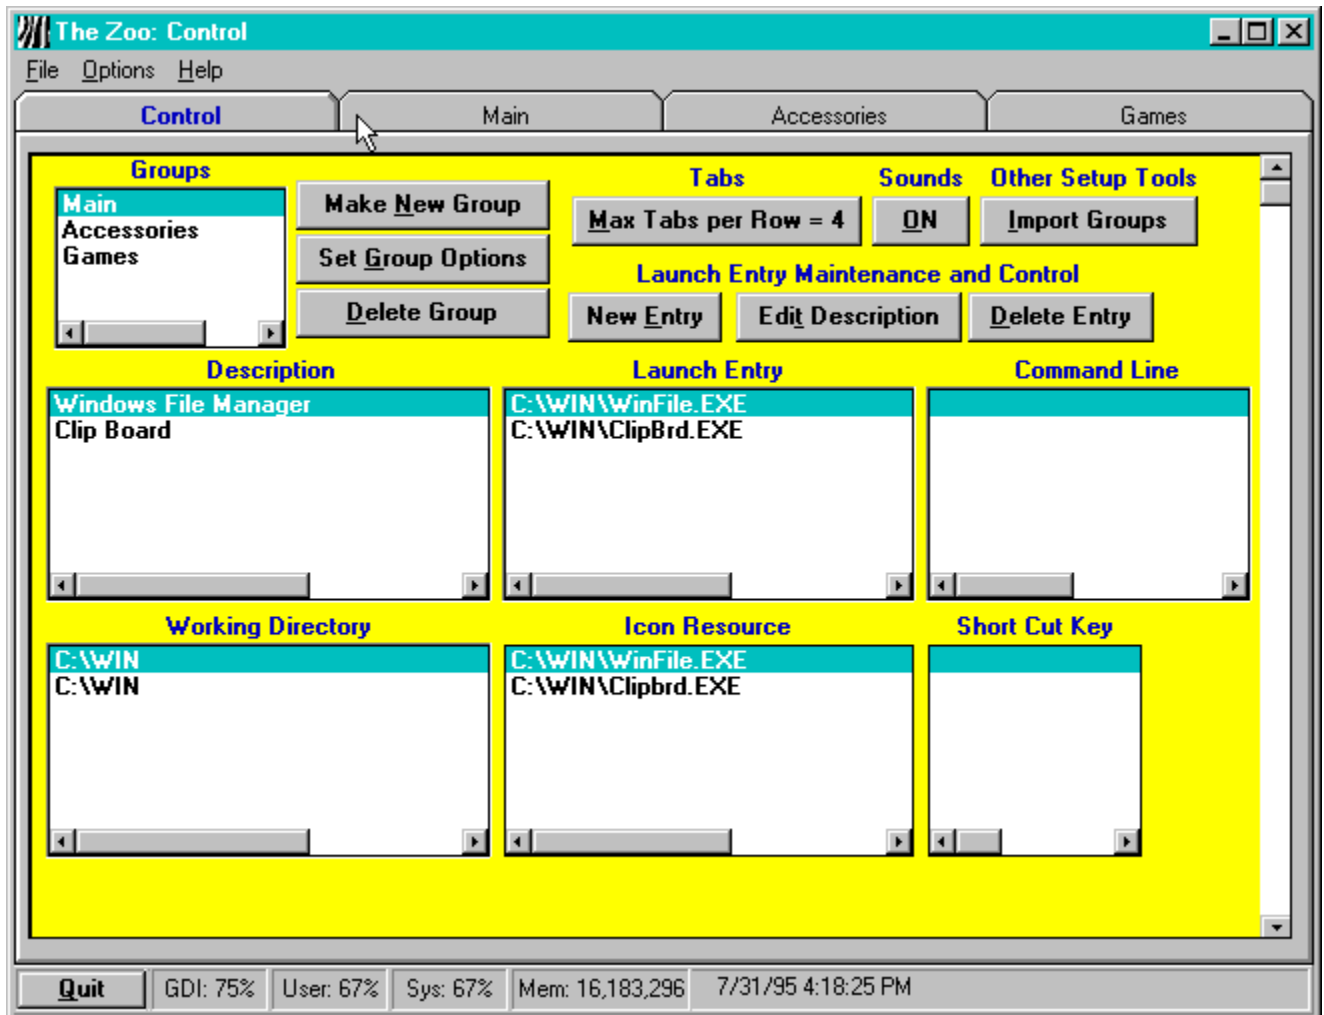 The Zoo: Control
File Options Help
Control Main Accessories Games
Groups
Main
Accessories
Games
Make New Group
Set Group Options
Delete Group
Tabs Sounds Other Setup Tools
Max Tabs per Row = 4 ON Import Groups
Launch Entry Maintenance and Control
New Entry Edit Description Delete Entry
Description Launch Entry Command Line
Windows File Manager C:\WIN\WinFile.EXE
Clip Board C:\WIN\ClipBrd.EXE
Working Directory Icon Resource Short Cut Key
C:\WIN C:\WIN\WinFile.EXE
C:\WIN C:\WIN\Clipbrd.EXE
Quit GDI: 75% User: 67% Sys: 67% Mem: 16,183,296 7/31/95 4:18:25 PM